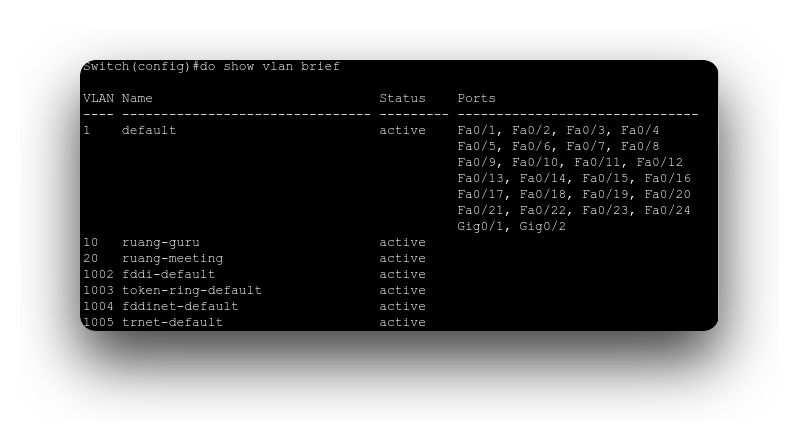 Switch(config)#do show vlan brief
VLAN Name                             Status    Ports
---- -------------------------------- --------- -------------------------------
1    default                          active    Fa0/1, Fa0/2, Fa0/3, Fa0/4
                                                Fa0/5, Fa0/6, Fa0/7, Fa0/8
                                                Fa0/9, Fa0/10, Fa0/11, Fa0/12
                                                Fa0/13, Fa0/14, Fa0/15, Fa0/16
                                                Fa0/17, Fa0/18, Fa0/19, Fa0/20
                                                Fa0/21, Fa0/22, Fa0/23, Fa0/24
                                                Gig0/1, Gig0/2
10   ruang-guru                       active
20   ruang-meeting                    active
1002 fddi-default                     active
1003 token-ring-default               active
1004 fddinet-default                  active
1005 trnet-default                    active